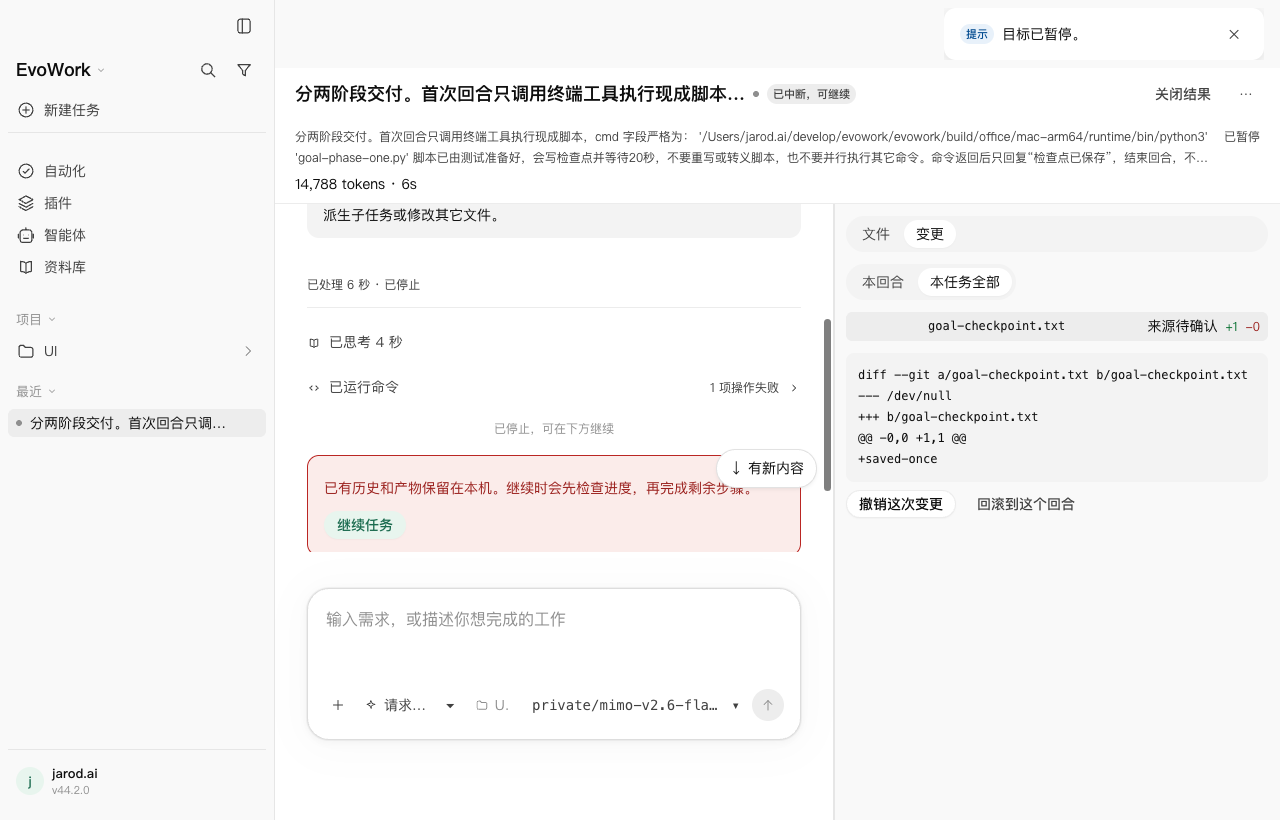 提示 目标已暂停。
EvoWork
新建任务
自动化
插件
智能体
资料库
项目
UI
最近
分两阶段交付。首次回合只调…
j
jarod.ai
v44.2.0
分两阶段交付。首次回合只调用终端工具执行现成脚本… 已中断，可继续 关闭结果 …
分两阶段交付。首次回合只调用终端工具执行现成脚本，cmd 字段严格为： '/Users/jarod.ai/develop/evowork/evowork/build/office/mac-arm64/runtime/bin/python3' 已暂停
'goal-phase-one.py' 脚本已由测试准备好，会写检查点并等待20秒，不要重写或转义脚本，也不要并行执行其它命令。命令返回后只回复“检查点已保存”，结束回合，不…
14,788 tokens · 6s
派生子任务或修改其它文件。
已处理 6 秒 · 已停止
已思考 4 秒
已运行命令 1 项操作失败
已停止，可在下方继续
↓ 有新内容
已有历史和产物保留在本机。继续时会先检查进度，再完成剩余步骤。
继续任务
输入需求，或描述你想完成的工作
请求… U. private/mimo-v2.6-fla…
文件 变更
本回合 本任务全部
goal-checkpoint.txt 来源待确认 +1 −0
diff --git a/goal-checkpoint.txt b/goal-checkpoint.txt
--- /dev/null
+++ b/goal-checkpoint.txt
@@ -0,0 +1,1 @@
+saved-once
撤销这次变更 回滚到这个回合